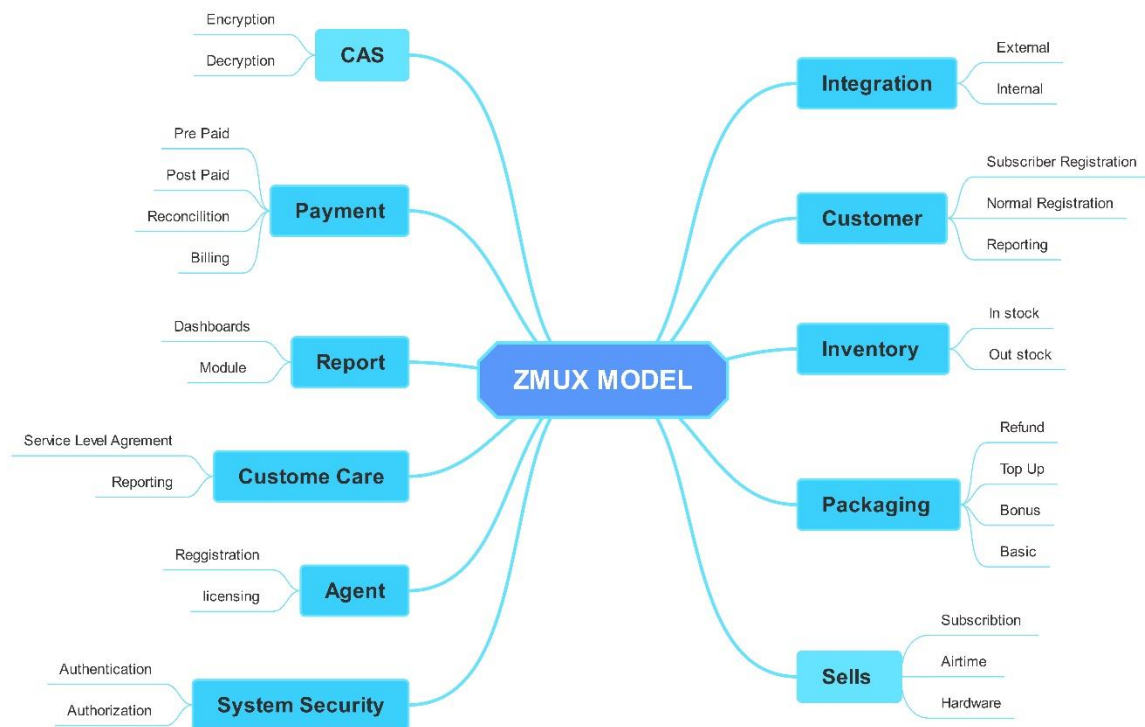 Encryption
Decryption
CAS
Pre Paid
Post Paid
Reconcilition
Billing
Payment
Dashboards
Module
Report
Service Level Agrement
Reporting
Custome Care
Reggistration
licensing
Agent
Authentication
Authorization
System Security
ZMUX MODEL
Integration
External
Internal
Customer
Subscriber Registration
Normal Registration
Reporting
Inventory
In stock
Out stock
Packaging
Refund
Top Up
Bonus
Basic
Sells
Subscribtion
Airtime
Hardware